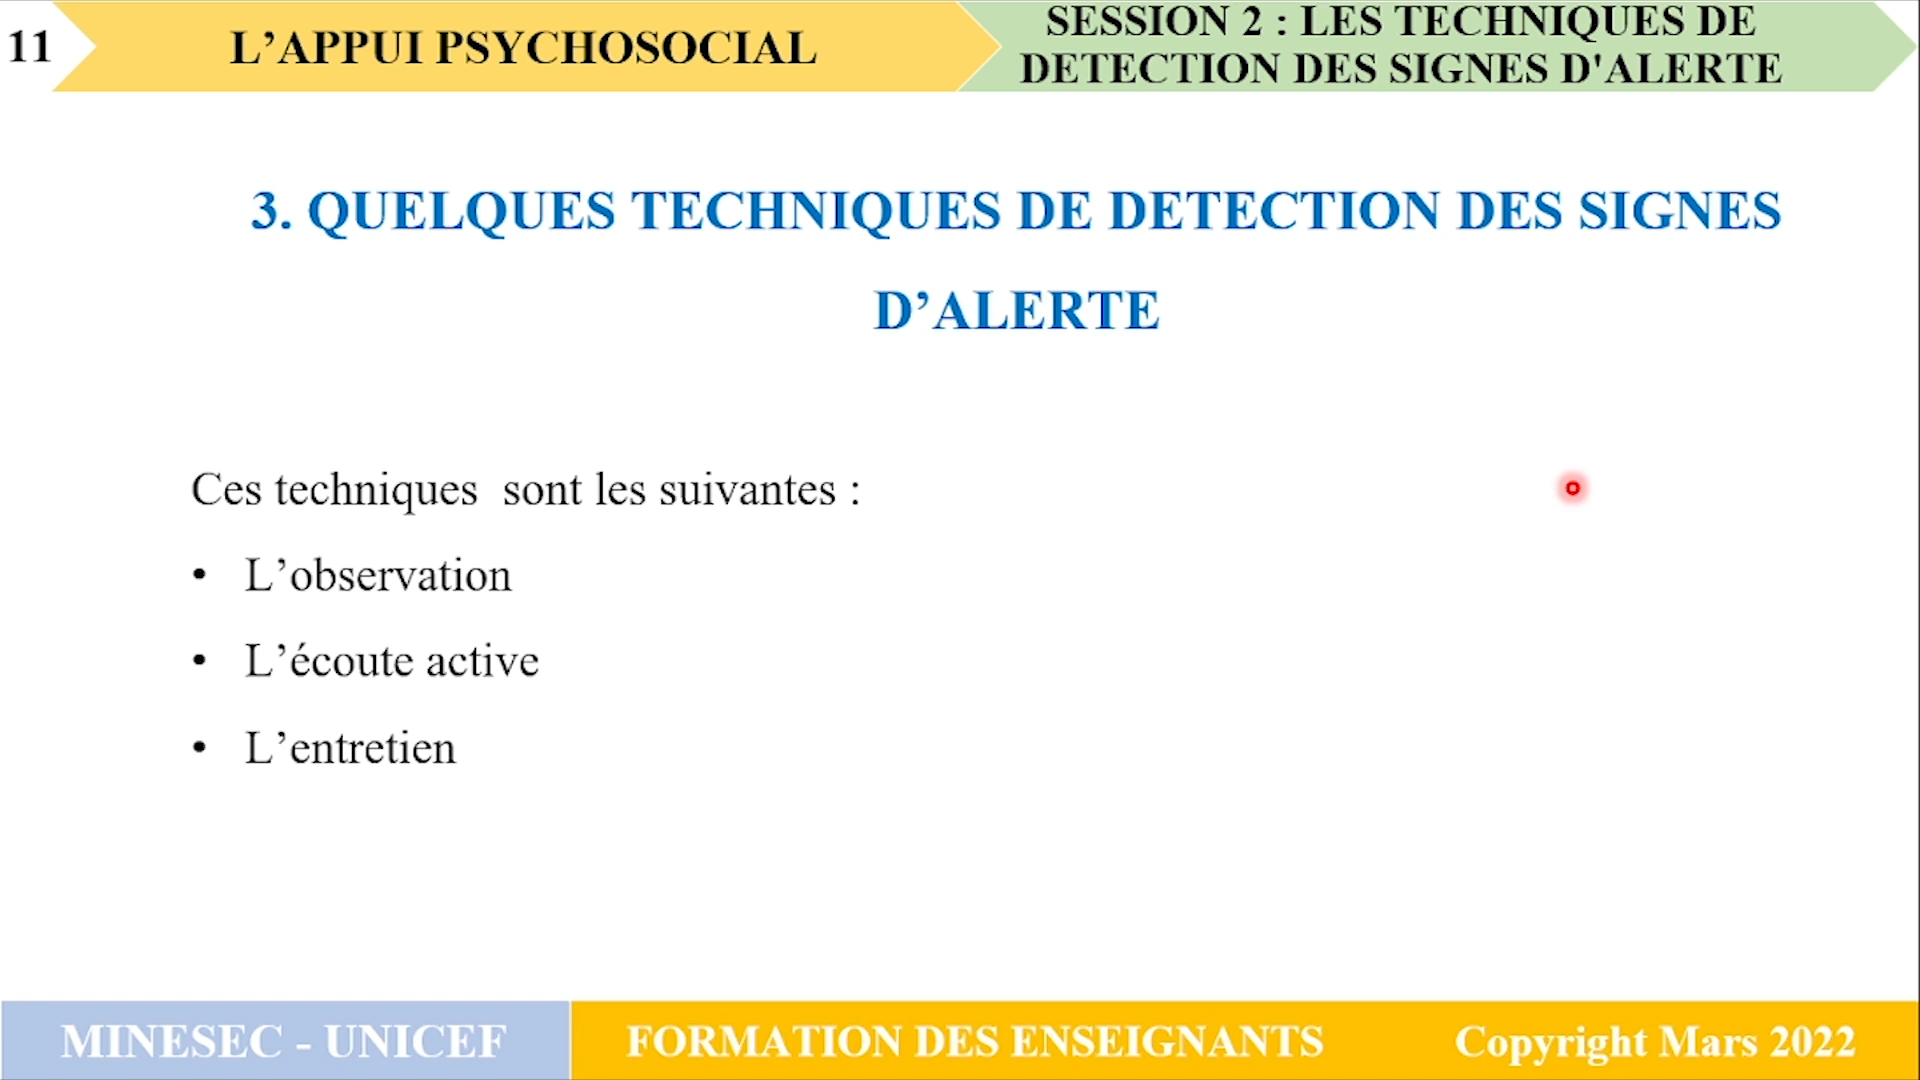 11
L’APPUI PSYCHOSOCIAL
SESSION 2 : LES TECHNIQUES DE
DETECTION DES SIGNES D'ALERTE
3. QUELQUES TECHNIQUES DE DETECTION DES SIGNES
D’ALERTE
Ces techniques sont les suivantes :
• L’observation
• L’écoute active
• L’entretien
MINESEC - UNICEF
FORMATION DES ENSEIGNANTS
Copyright Mars 2022